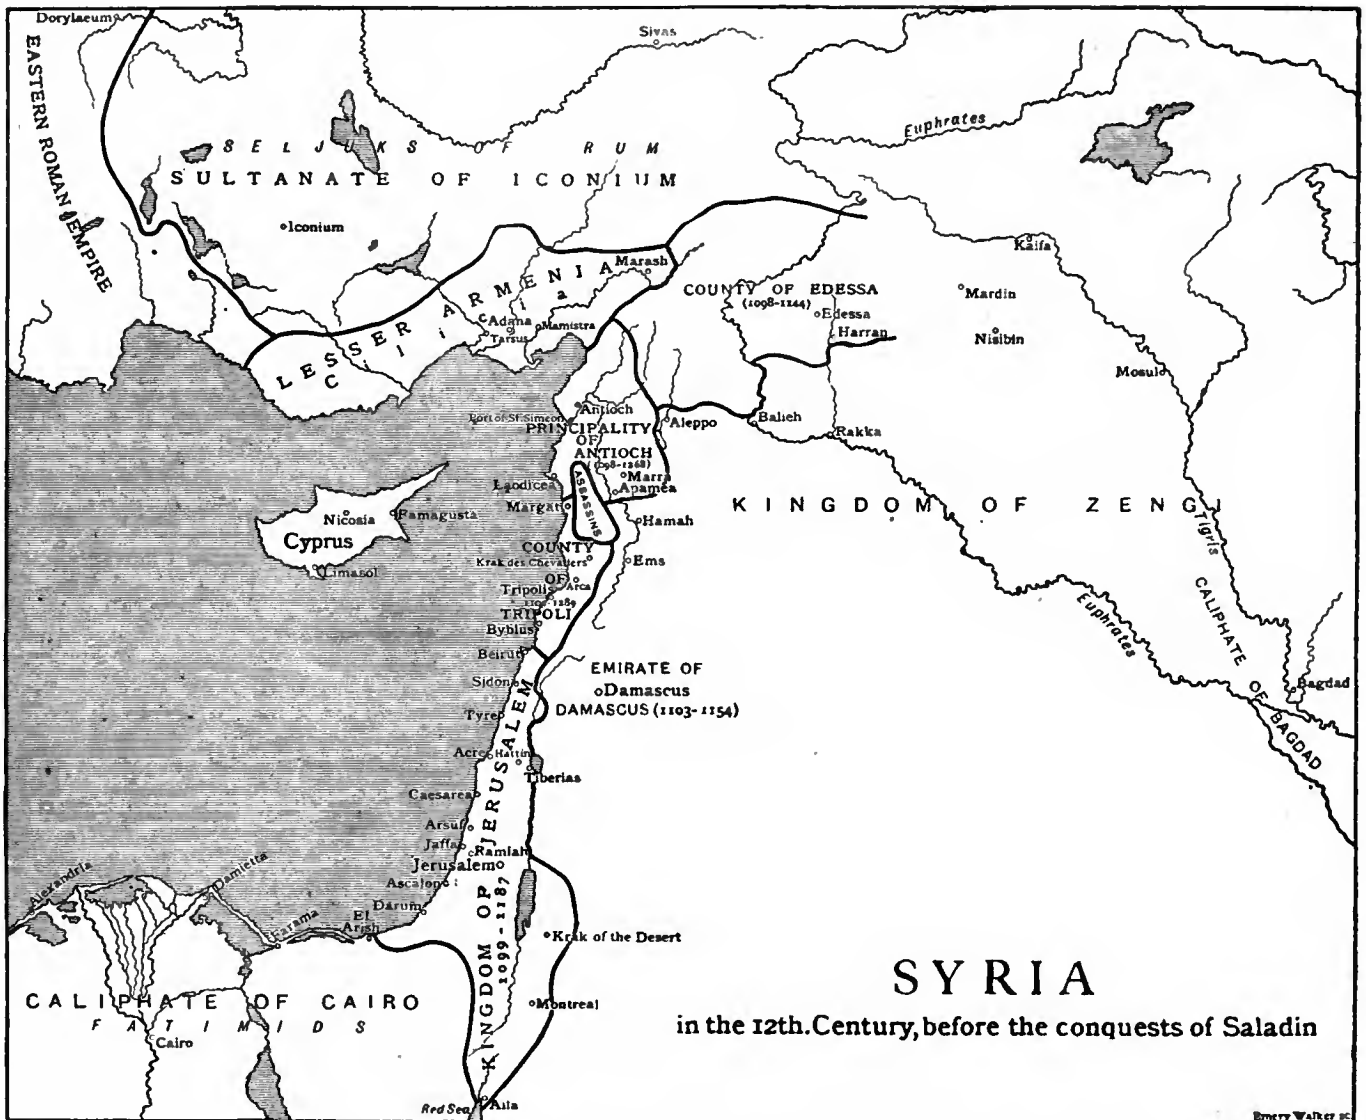 Dorylaeum
Sivas
EASTERN ROMAN EMPIRE
Euphrates
SELJUKS OF RUM
SULTANATE OF ICONIUM
Iconium
Kaifa
Marash
LESSER ARMENIA
Cilicia
COUNTY OF EDESSA
(1098-1144)
Edessa
Mardin
Adana
Mamistra
Tarsus
Harran
Nisibin
Mosul
Antioch
Port of St. Simeon
Aleppo
Balieh
Rakka
PRINCIPALITY
OF
ANTIOCH
(1098-1268)
Marra
Apamea
Laodicea
ASSASSINS
Margat
Hamah
KINGDOM OF ZENGI
Tigris
Nicosia
Famagusta
Cyprus
Limasol
COUNTY
Krak des Chevaliers
Ems
OF
Arca
Tripolis
TRIPOLI
Byblus
Euphrates
CALIPHATE OF BAGDAD
Bagdad
Beirut
EMIRATE OF
Sidon
Damascus
DAMASCUS (1103-1154)
Tyre
Acre
Hattin
Tiberias
Caesarea
Arsuf
Jaffa
Ramlah
Jerusalem
Ascalon
Darum
KINGDOM OF JERUSALEM
1099-1187
Alexandria
Damietta
Farama
El
Arish
Krak of the Desert
Montreal
CALIPHATE OF CAIRO
FATIMIDS
Cairo
Red Sea
Aila
SYRIA
in the 12th. Century, before the conquests of Saladin
Emery Walker sc.